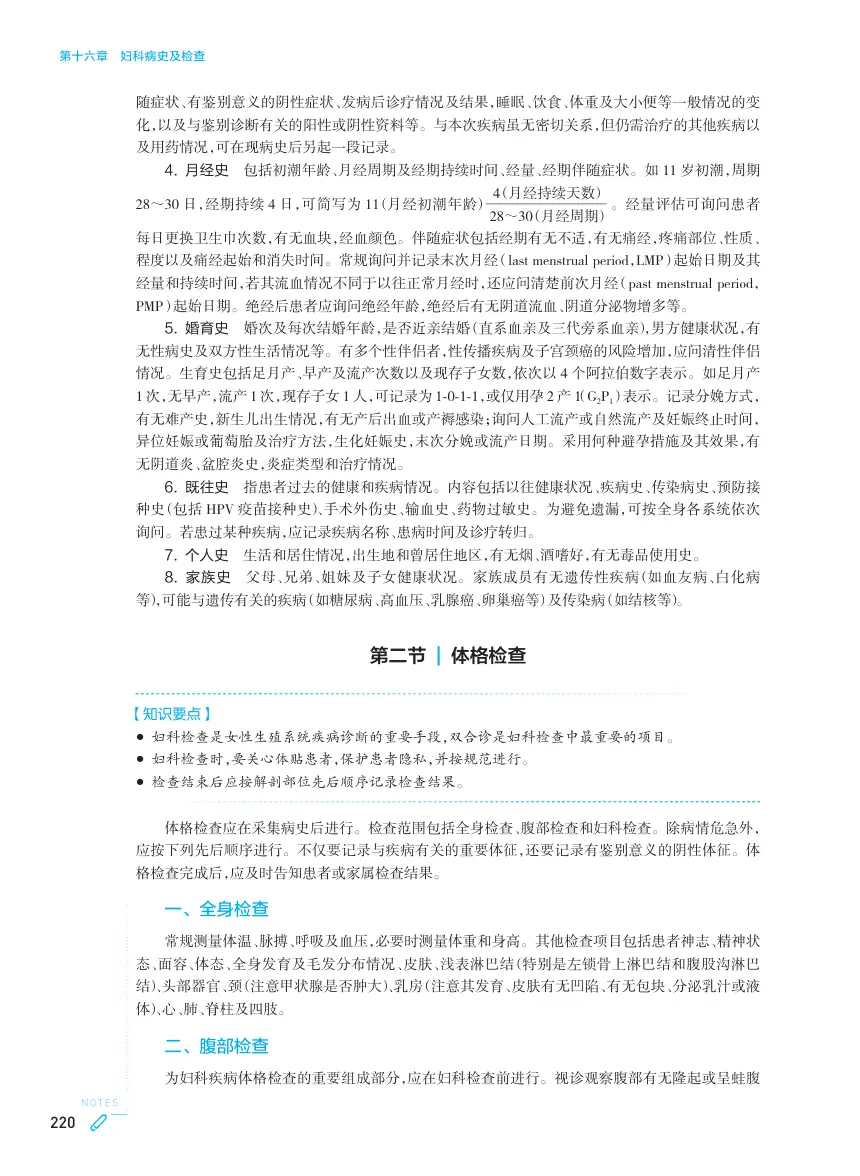 第十六章　妇科病史及检查
随症状、有鉴别意义的阴性症状、发病后诊疗情况及结果,睡眠、饮食、体重及大小便等一般情况的变
化,以及与鉴别诊断有关的阳性或阴性资料等。与本次疾病虽无密切关系,但仍需治疗的其他疾病以
及用药情况,可在现病史后另起一段记录。
4. 月经史　包括初潮年龄、月经周期及经期持续时间、经量、经期伴随症状。如 11 岁初潮,周期
28～30 日,经期持续 4 日,可简写为 11(月经初潮年龄) 4(月经持续天数)/28～30(月经周期) 。经量评估可询问患者
每日更换卫生巾次数,有无血块,经血颜色。伴随症状包括经期有无不适,有无痛经,疼痛部位、性质、
程度以及痛经起始和消失时间。常规询问并记录末次月经(last menstrual period,LMP)起始日期及其
经量和持续时间,若其流血情况不同于以往正常月经时,还应问清楚前次月经(past menstrual period,
PMP)起始日期。绝经后患者应询问绝经年龄,绝经后有无阴道流血、阴道分泌物增多等。
5. 婚育史　婚次及每次结婚年龄,是否近亲结婚(直系血亲及三代旁系血亲),男方健康状况,有
无性病史及双方性生活情况等。有多个性伴侣者,性传播疾病及子宫颈癌的风险增加,应问清性伴侣
情况。生育史包括足月产、早产及流产次数以及现存子女数,依次以 4 个阿拉伯数字表示。如足月产
1 次,无早产,流产 1 次,现存子女 1 人,可记录为 1-0-1-1,或仅用孕 2 产 1(G₂P₁)表示。记录分娩方式,
有无难产史,新生儿出生情况,有无产后出血或产褥感染;询问人工流产或自然流产及妊娠终止时间,
异位妊娠或葡萄胎及治疗方法,生化妊娠史,末次分娩或流产日期。采用何种避孕措施及其效果,有
无阴道炎、盆腔炎史,炎症类型和治疗情况。
6. 既往史　指患者过去的健康和疾病情况。内容包括以往健康状况、疾病史、传染病史、预防接
种史(包括 HPV 疫苗接种史)、手术外伤史、输血史、药物过敏史。为避免遗漏,可按全身各系统依次
询问。若患过某种疾病,应记录疾病名称、患病时间及诊疗转归。
7. 个人史　生活和居住情况,出生地和曾居住地区,有无烟、酒嗜好,有无毒品使用史。
8. 家族史　父母、兄弟、姐妹及子女健康状况。家族成员有无遗传性疾病(如血友病、白化病
等),可能与遗传有关的疾病(如糖尿病、高血压、乳腺癌、卵巢癌等)及传染病(如结核等)。
第二节 | 体格检查
【知识要点】
● 妇科检查是女性生殖系统疾病诊断的重要手段,双合诊是妇科检查中最重要的项目。
● 妇科检查时,要关心体贴患者,保护患者隐私,并按规范进行。
● 检查结束后应按解剖部位先后顺序记录检查结果。
体格检查应在采集病史后进行。检查范围包括全身检查、腹部检查和妇科检查。除病情危急外,
应按下列先后顺序进行。不仅要记录与疾病有关的重要体征,还要记录有鉴别意义的阴性体征。体
格检查完成后,应及时告知患者或家属检查结果。
一、全身检查
常规测量体温、脉搏、呼吸及血压,必要时测量体重和身高。其他检查项目包括患者神志、精神状
态、面容、体态、全身发育及毛发分布情况、皮肤、浅表淋巴结(特别是左锁骨上淋巴结和腹股沟淋巴
结)、头部器官、颈(注意甲状腺是否肿大)、乳房(注意其发育、皮肤有无凹陷、有无包块、分泌乳汁或液
体)、心、肺、脊柱及四肢。
二、腹部检查
为妇科疾病体格检查的重要组成部分,应在妇科检查前进行。视诊观察腹部有无隆起或呈蛙腹
NOTES
220